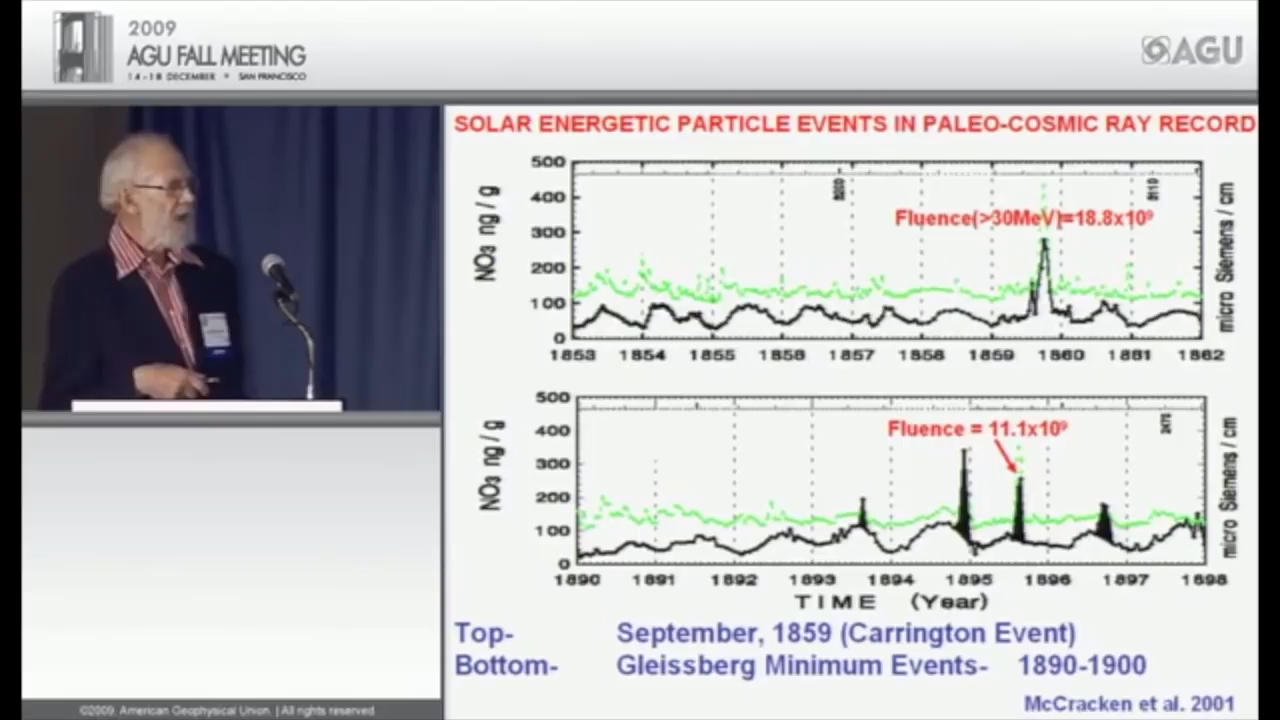 2009
AGU FALL MEETING
14-18 DECEMBER • SAN FRANCISCO
AGU
SOLAR ENERGETIC PARTICLE EVENTS IN PALEO-COSMIC RAY RECORD
500
400
300
200
100
0
NO3 ng / g
Fluence(>30MeV)=18.8x10⁹
micro Siemens / cm
1853 1854 1855 1856 1857 1858 1859 1860 1861 1862
500
400
300
200
100
0
NO3 ng / g
Fluence = 11.1x10⁹
micro Siemens / cm
1890 1891 1892 1893 1894 1895 1896 1897 1898
TIME (Year)
Top- September, 1859 (Carrington Event)
Bottom- Gleissberg Minimum Events- 1890-1900
McCracken et al. 2001
©2009. American Geophysical Union. | All rights reserved